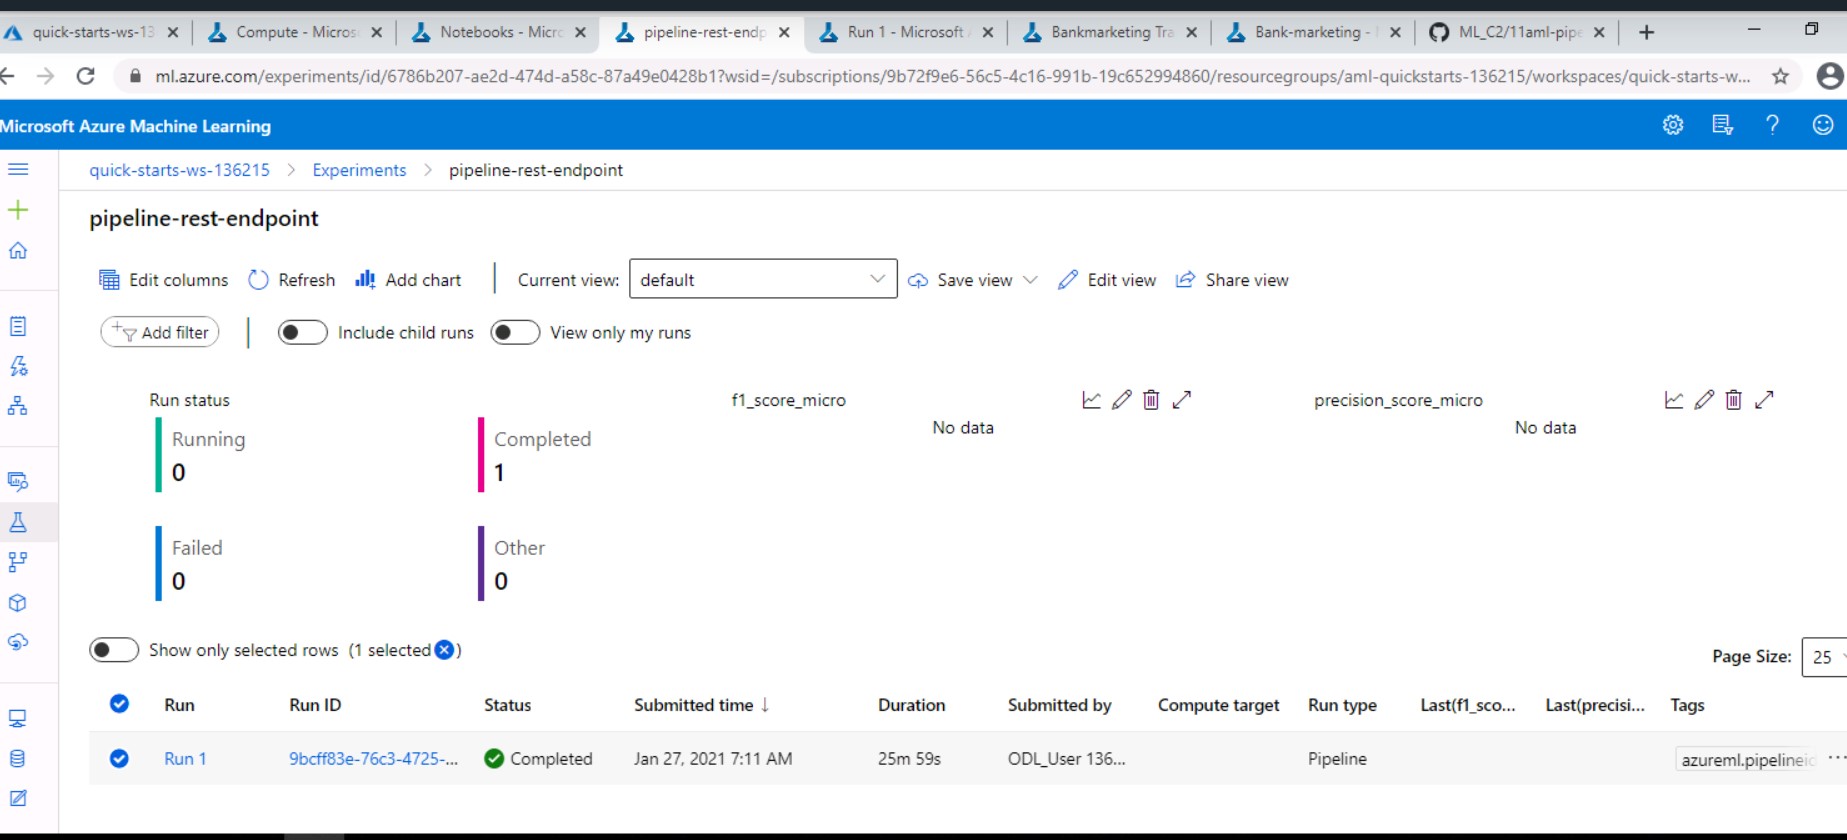 quick-starts-ws-13 Compute - Micros Notebooks - Micro pipeline-rest-endp Run 1 - Microsoft Bankmarketing Tra Bank-marketing - ML_C2/11aml-pipe
ml.azure.com/experiments/id/6786b207-ae2d-474d-a58c-87a49e0428b1?wsid=/subscriptions/9b72f9e6-56c5-4c16-991b-19c652994860/resourcegroups/aml-quickstarts-136215/workspaces/quick-starts-w...
Microsoft Azure Machine Learning
quick-starts-ws-136215 > Experiments > pipeline-rest-endpoint
pipeline-rest-endpoint
Edit columns Refresh Add chart Current view: default Save view Edit view Share view
Add filter Include child runs View only my runs
Run status f1_score_micro precision_score_micro
No data No data
Running Completed
0 1
Failed Other
0 0
Show only selected rows (1 selected )
Page Size: 25
Run Run ID Status Submitted time ↓ Duration Submitted by Compute target Run type Last(f1_sco... Last(precisi... Tags
Run 1 9bcff83e-76c3-4725-... Completed Jan 27, 2021 7:11 AM 25m 59s ODL_User 136... Pipeline azureml.pipelineid ...